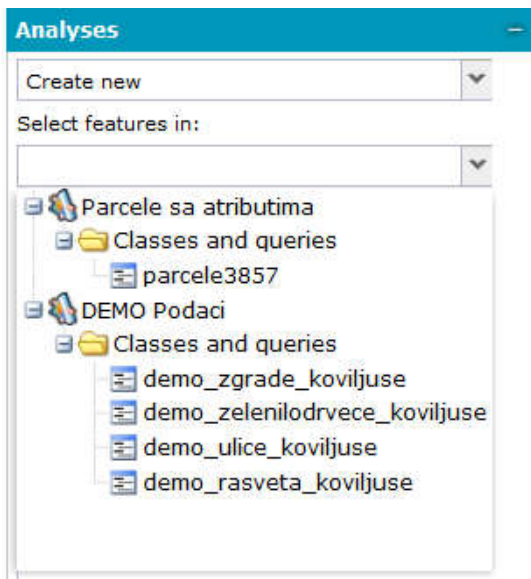 Analyses
Create new
Select features in:
Parcele sa atributima
Classes and queries
parcele3857
DEMO Podaci
Classes and queries
demo_zgrade_koviljuse
demo_zelenilodrvece_koviljuse
demo_ulice_koviljuse
demo_rasveta_koviljuse